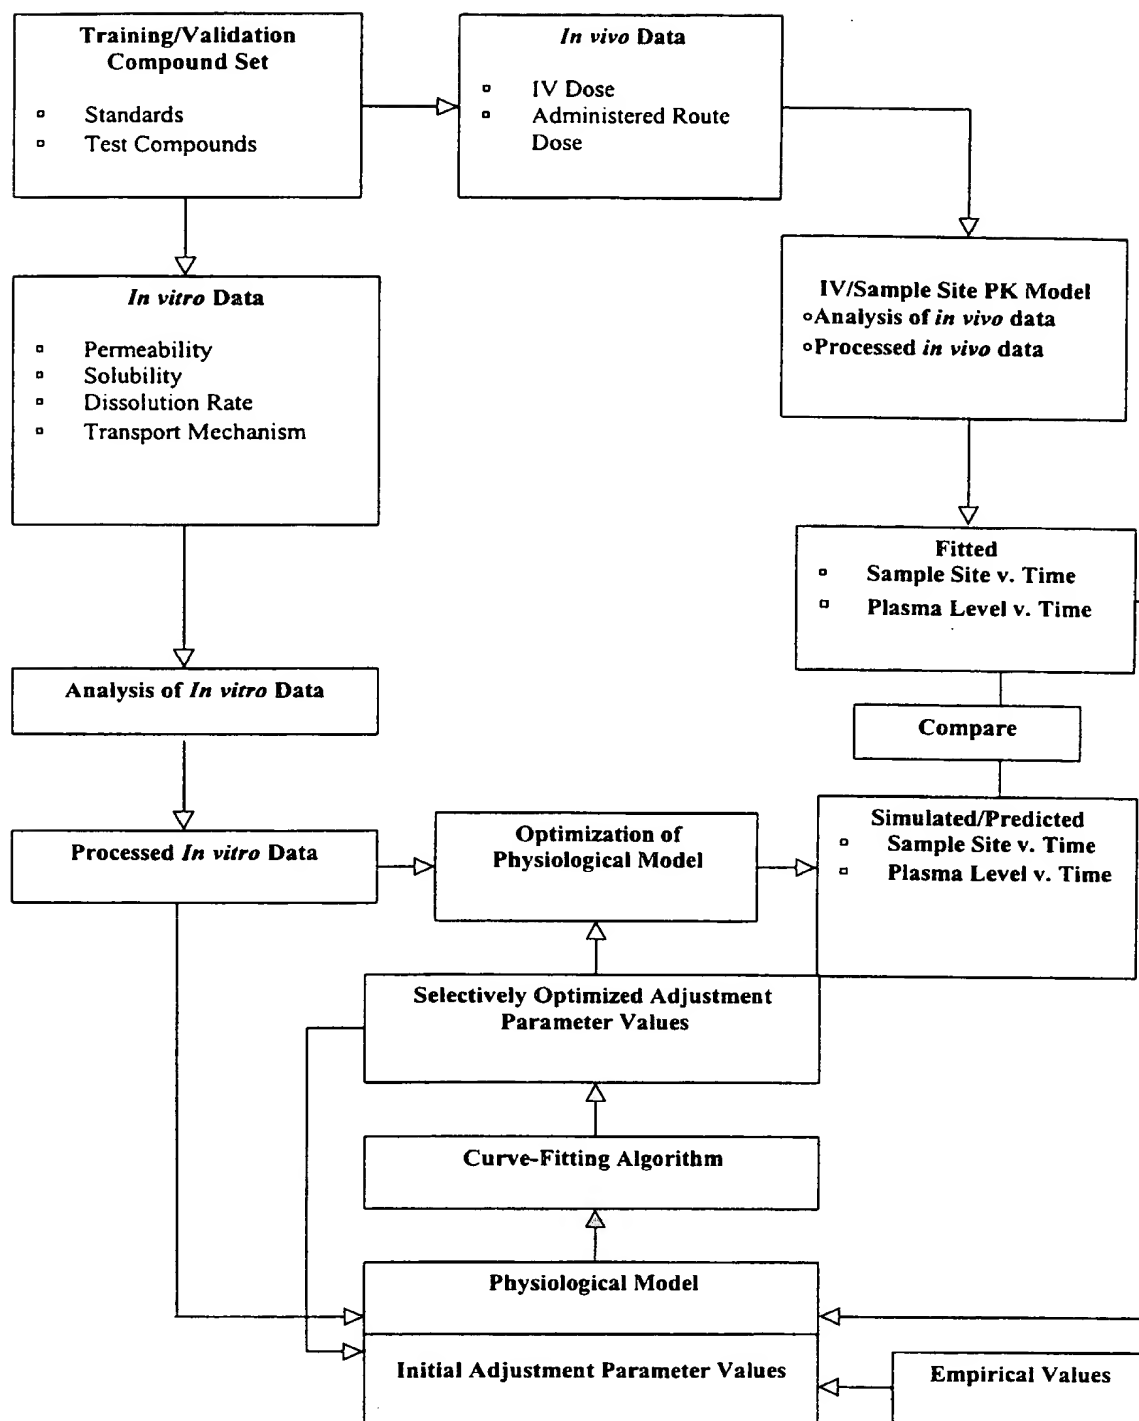 Training/Validation
Compound Set
Standards
Test Compounds
In vivo Data
IV Dose
Administered Route
Dose
In vitro Data
Permeability
Solubility
Dissolution Rate
Transport Mechanism
IV/Sample Site PK Model
Analysis of in vivo data
Processed in vivo data
Fitted
Sample Site v. Time
Plasma Level v. Time
Analysis of In vitro Data
Compare
Processed In vitro Data
Optimization of
Physiological Model
Simulated/Predicted
Sample Site v. Time
Plasma Level v. Time
Selectively Optimized Adjustment
Parameter Values
Curve-Fitting Algorithm
Physiological Model
Initial Adjustment Parameter Values
Empirical Values